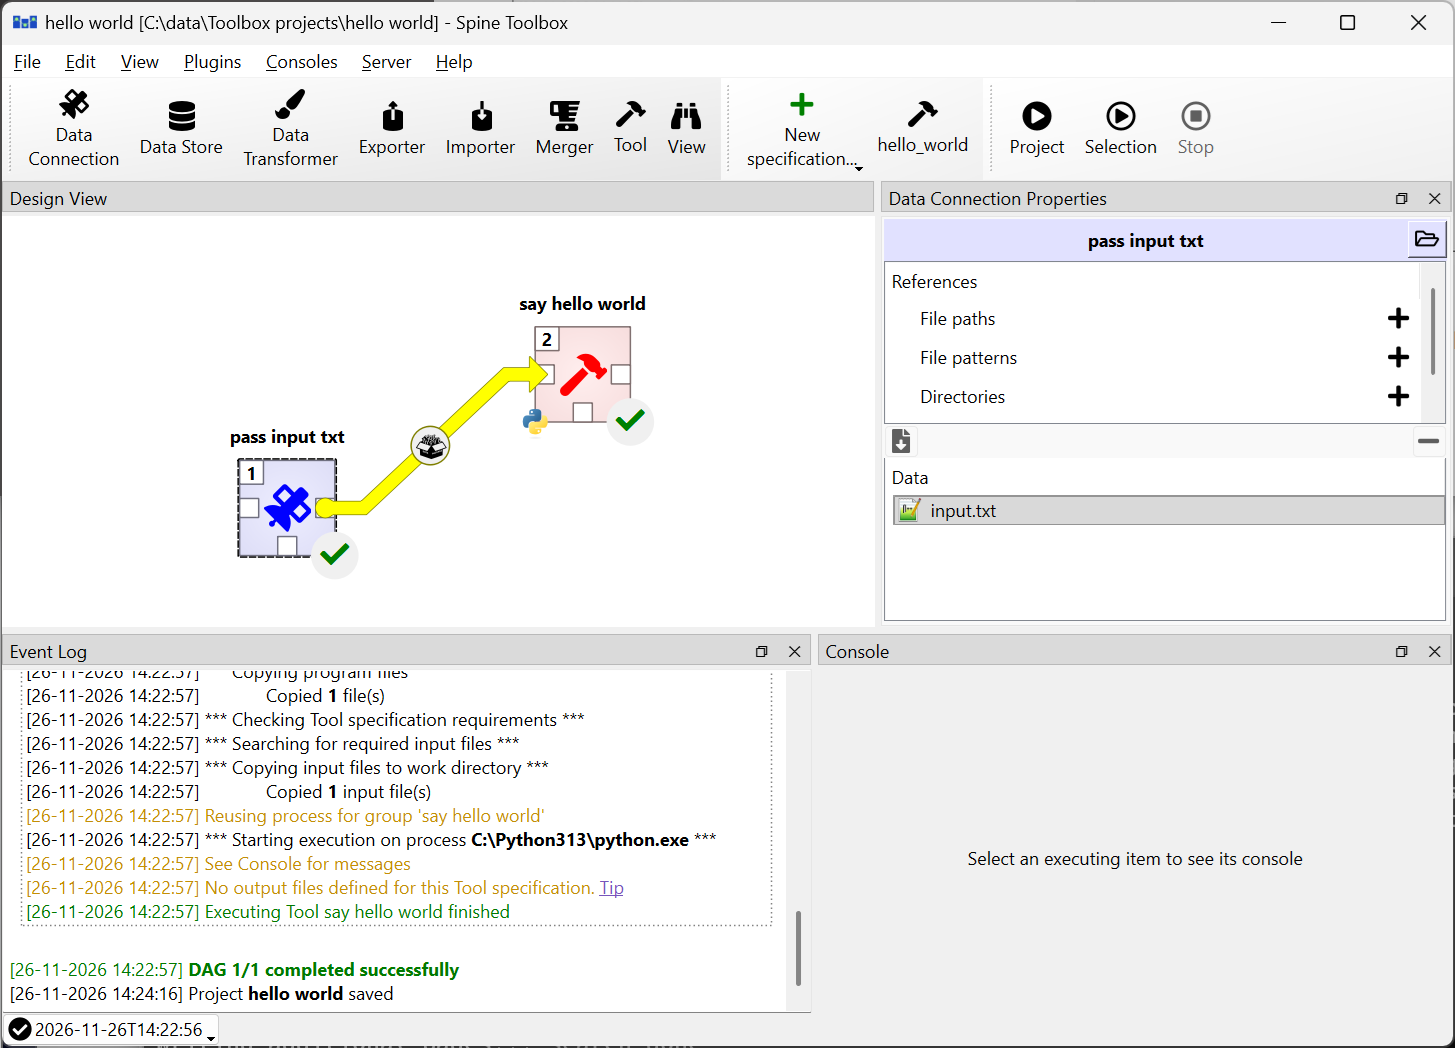 hello world [C:\data\Toolbox projects\hello world] - Spine Toolbox
File Edit View Plugins Consoles Server Help
Data Connection
Data Store
Data Transformer
Exporter
Importer
Merger
Tool
View
New specification...
hello_world
Project
Selection
Stop
Design View
say hello world
2
pass input txt
1
Data Connection Properties
pass input txt
References
File paths
File patterns
Directories
Data
input.txt
Event Log
[26-11-2026 14:22:57] Copying program files
[26-11-2026 14:22:57] Copied 1 file(s)
[26-11-2026 14:22:57] *** Checking Tool specification requirements ***
[26-11-2026 14:22:57] *** Searching for required input files ***
[26-11-2026 14:22:57] *** Copying input files to work directory ***
[26-11-2026 14:22:57] Copied 1 input file(s)
[26-11-2026 14:22:57] Reusing process for group 'say hello world'
[26-11-2026 14:22:57] *** Starting execution on process C:\Python313\python.exe ***
[26-11-2026 14:22:57] See Console for messages
[26-11-2026 14:22:57] No output files defined for this Tool specification. Tip
[26-11-2026 14:22:57] Executing Tool say hello world finished
[26-11-2026 14:22:57] DAG 1/1 completed successfully
[26-11-2026 14:24:16] Project hello world saved
2026-11-26T14:22:56
Console
Select an executing item to see its console